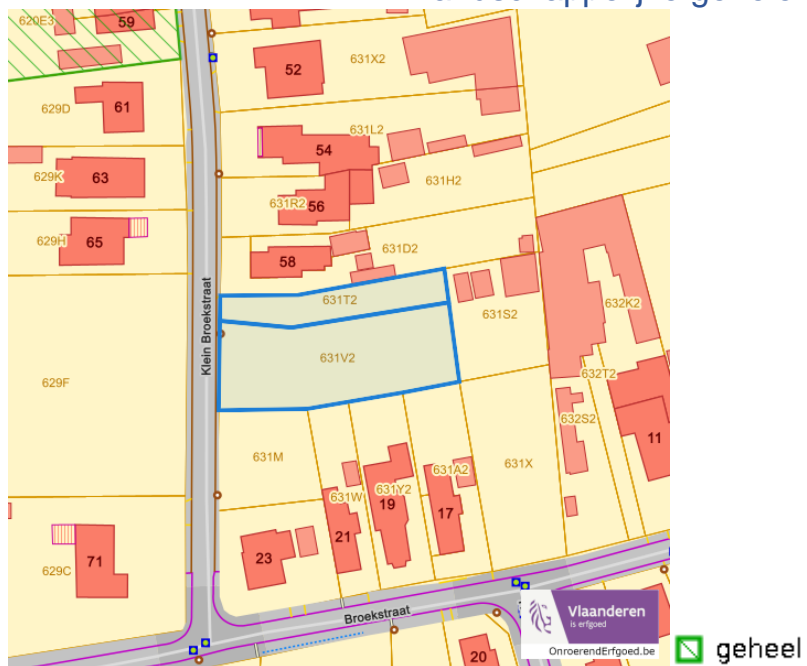 59
620E3
52
631X2
629D
61
54
631L2
629K
63
631H2
631R2
56
629H
65
631D2
58
631T2
631S2
632K2
Klein Broekstraat
631V2
629F
632T2
632S2
11
631M
631W
631Y2
631A2
631X
19
17
21
23
629C
71
Broekstraat
Vlaanderen
is erfgoed
OnroerendErfgoed.be
20
geheel